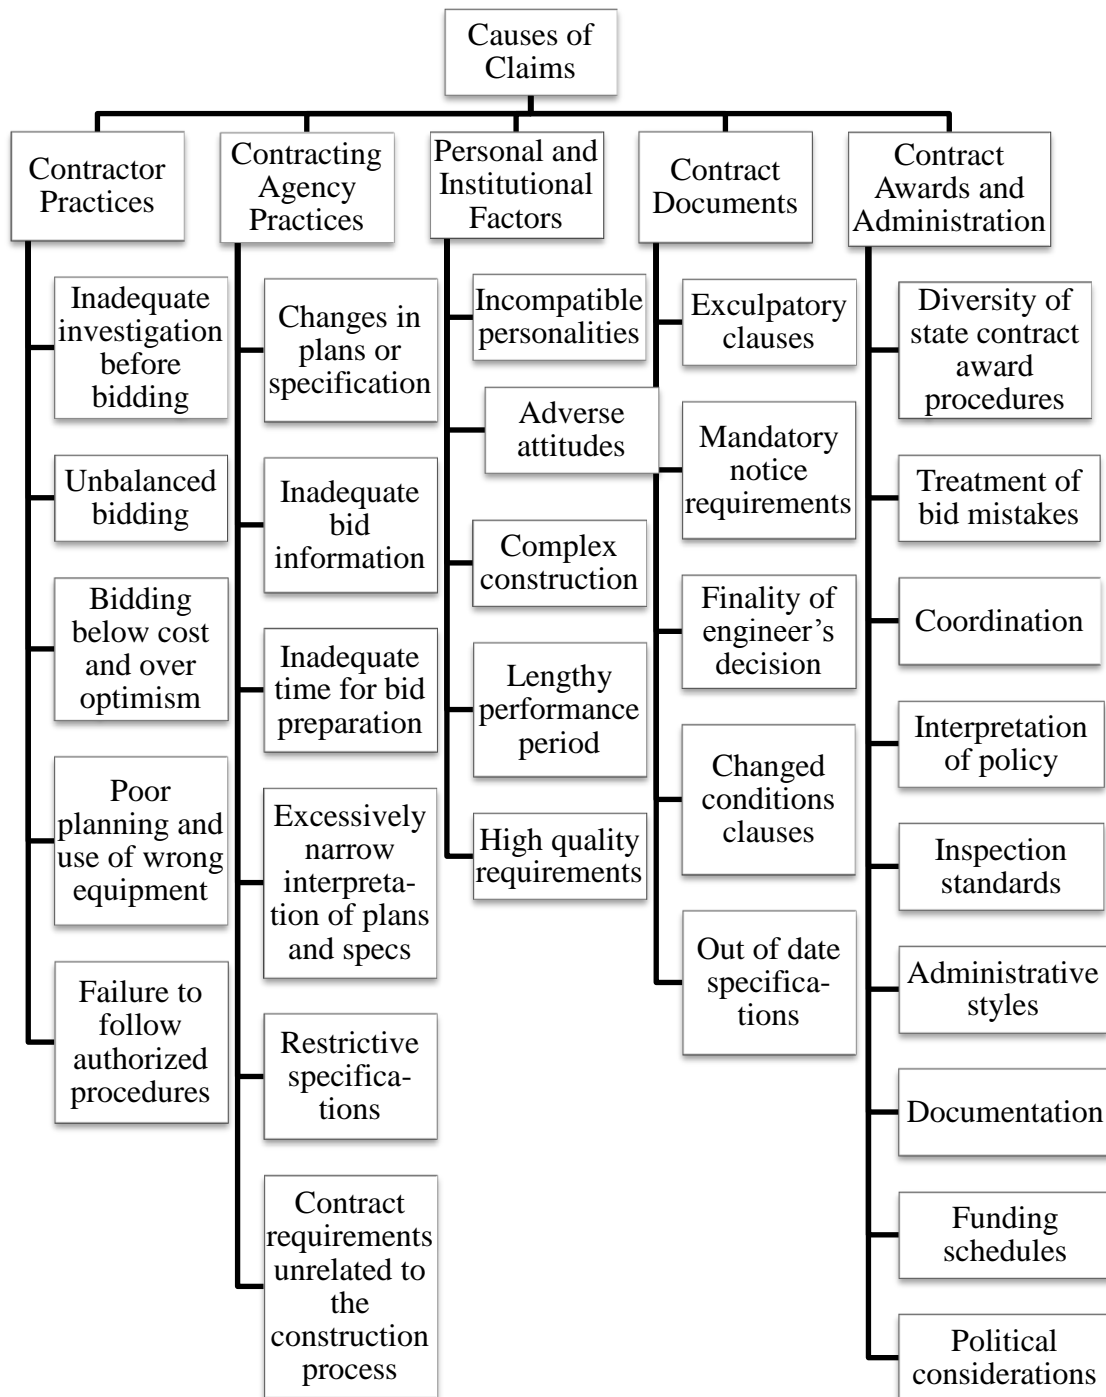 Causes of
Claims
Contractor
Practices
Inadequate
investigation
before
bidding
Unbalanced
bidding
Bidding
below cost
and over
optimism
Poor
planning and
use of wrong
equipment
Failure to
follow
authorized
procedures
Contracting
Agency
Practices
Changes in
plans or
specification
Inadequate
bid
information
Inadequate
time for bid
preparation
Excessively
narrow
interpreta-
tion of plans
and specs
Restrictive
specifica-
tions
Contract
requirements
unrelated to
the
construction
process
Personal and
Institutional
Factors
Incompatible
personalities
Adverse
attitudes
Complex
construction
Lengthy
performance
period
High quality
requirements
Contract
Documents
Exculpatory
clauses
Mandatory
notice
requirements
Finality of
engineer’s
decision
Changed
conditions
clauses
Out of date
specifica-
tions
Contract
Awards and
Administration
Diversity of
state contract
award
procedures
Treatment of
bid mistakes
Coordination
Interpretation
of policy
Inspection
standards
Administrative
styles
Documentation
Funding
schedules
Political
considerations